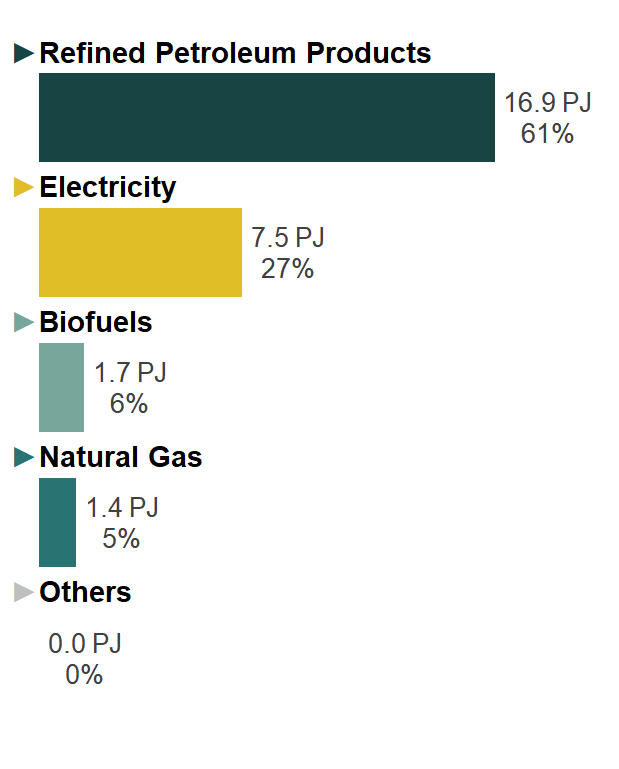 Refined Petroleum Products
16.9 PJ
61%
Electricity
7.5 PJ
27%
Biofuels
1.7 PJ
6%
Natural Gas
1.4 PJ
5%
Others
0.0 PJ
0%